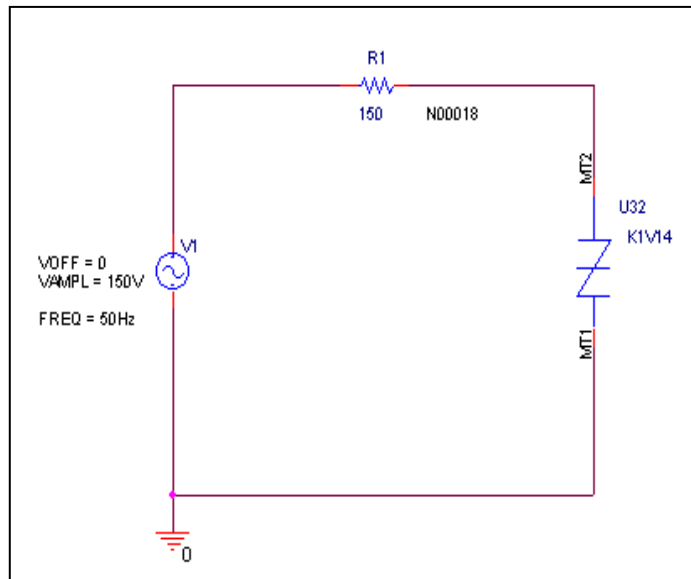 R1
150 N00018
MT2
U32
K1V14
V1
VOFF = 0
VAMPL = 150V
FREQ = 50Hz
MT1
0